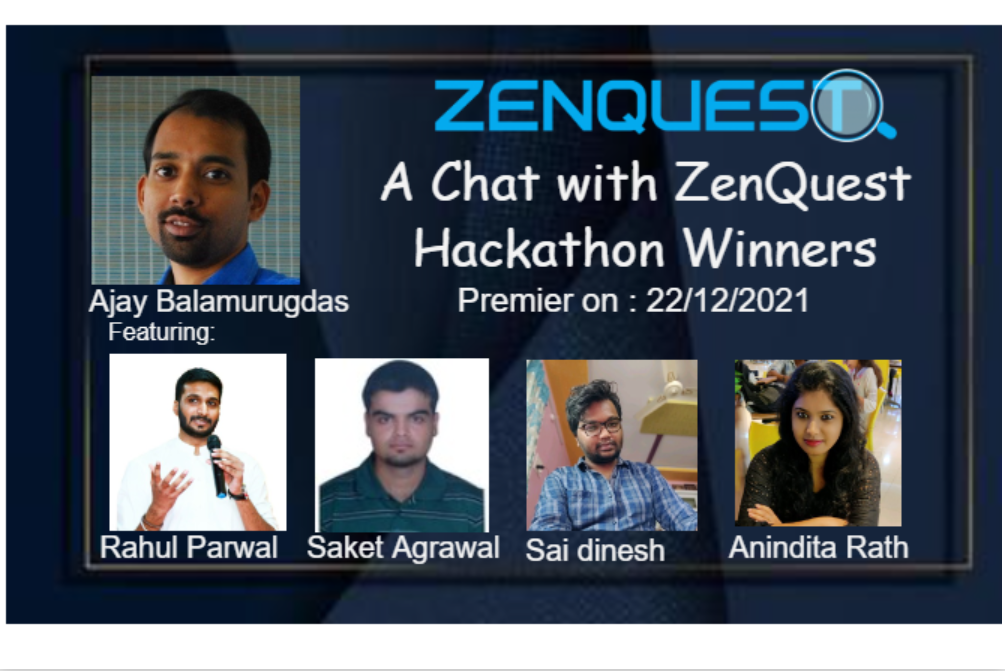 ZENQUEST
A Chat with ZenQuest
Hackathon Winners
Premier on : 22/12/2021
Ajay Balamurugdas
Featuring:
Rahul Parwal
Saket Agrawal
Sai dinesh
Anindita Rath